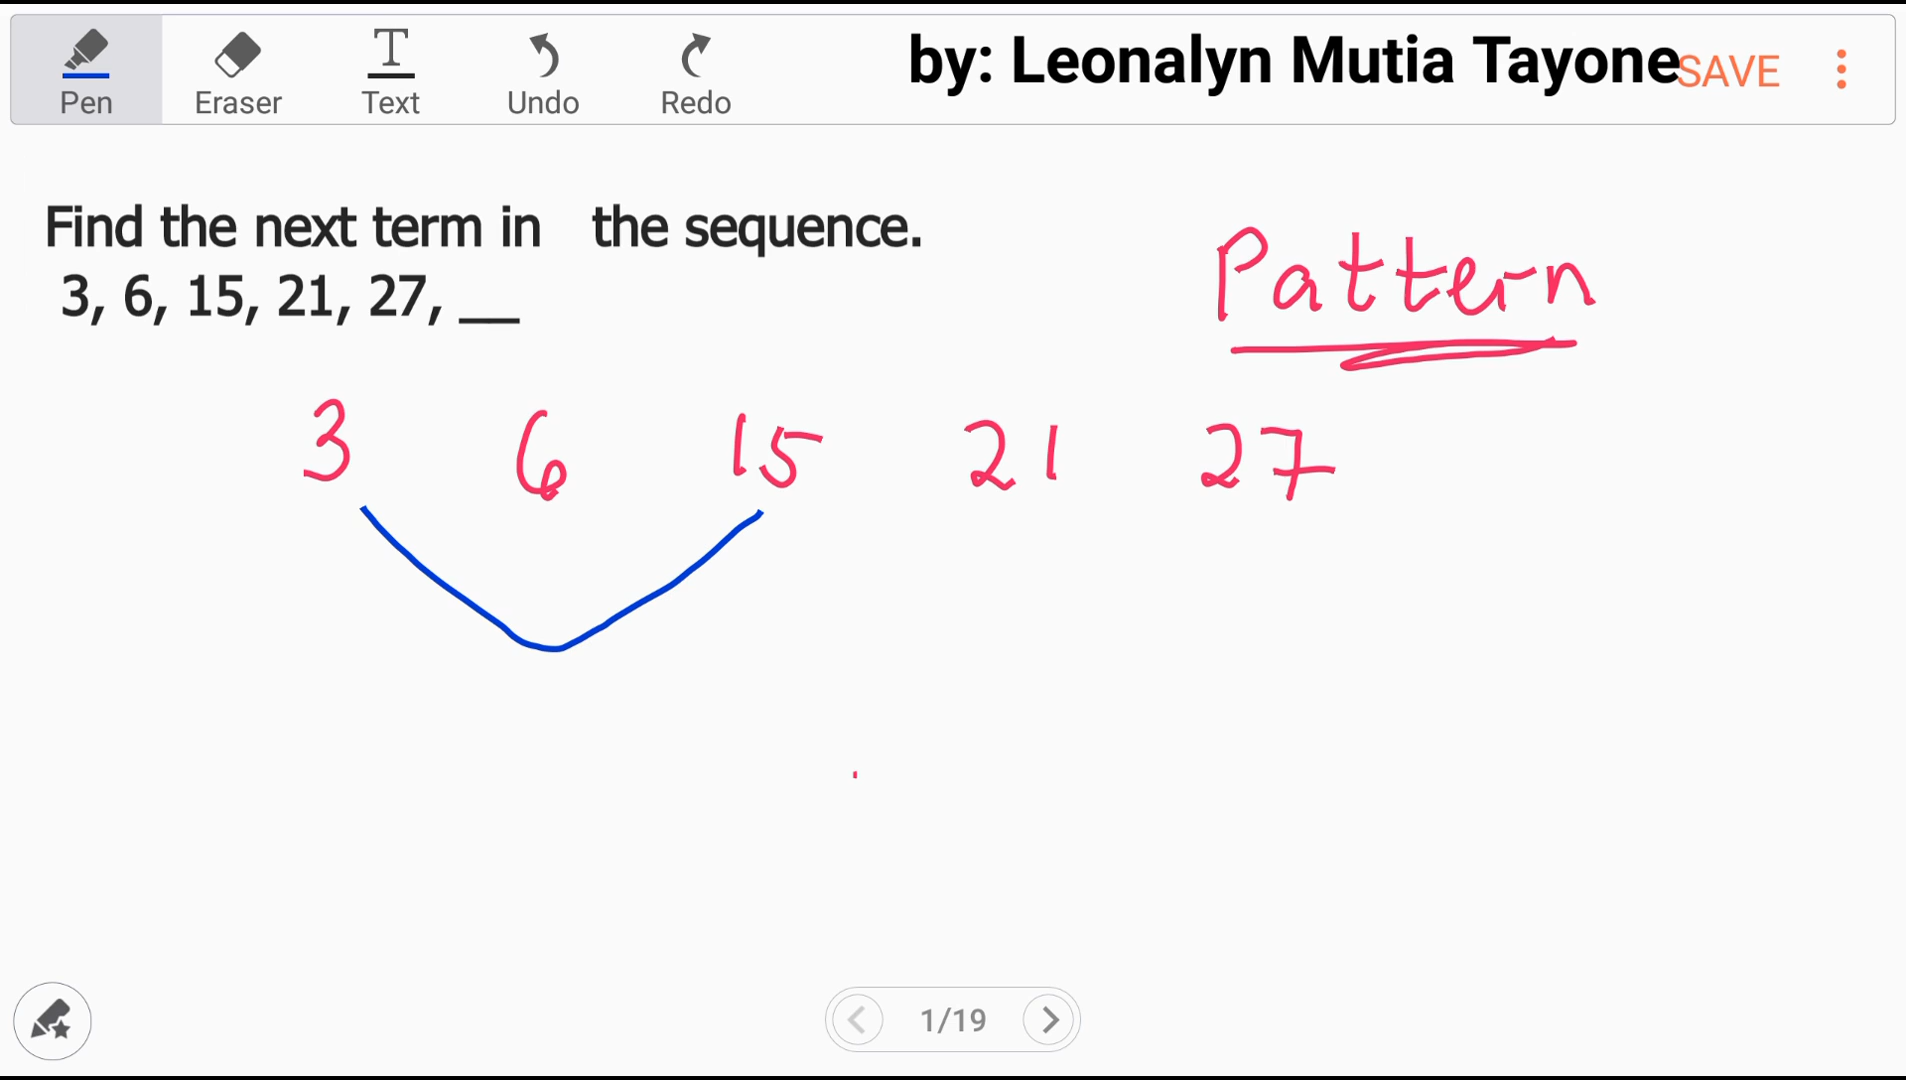 by: Leonalyn Mutia Tayone
SAVE
Pen Eraser Text Undo Redo
Find the next term in the sequence.
3, 6, 15, 21, 27, __
Pattern
3 6 15 21 27
1/19